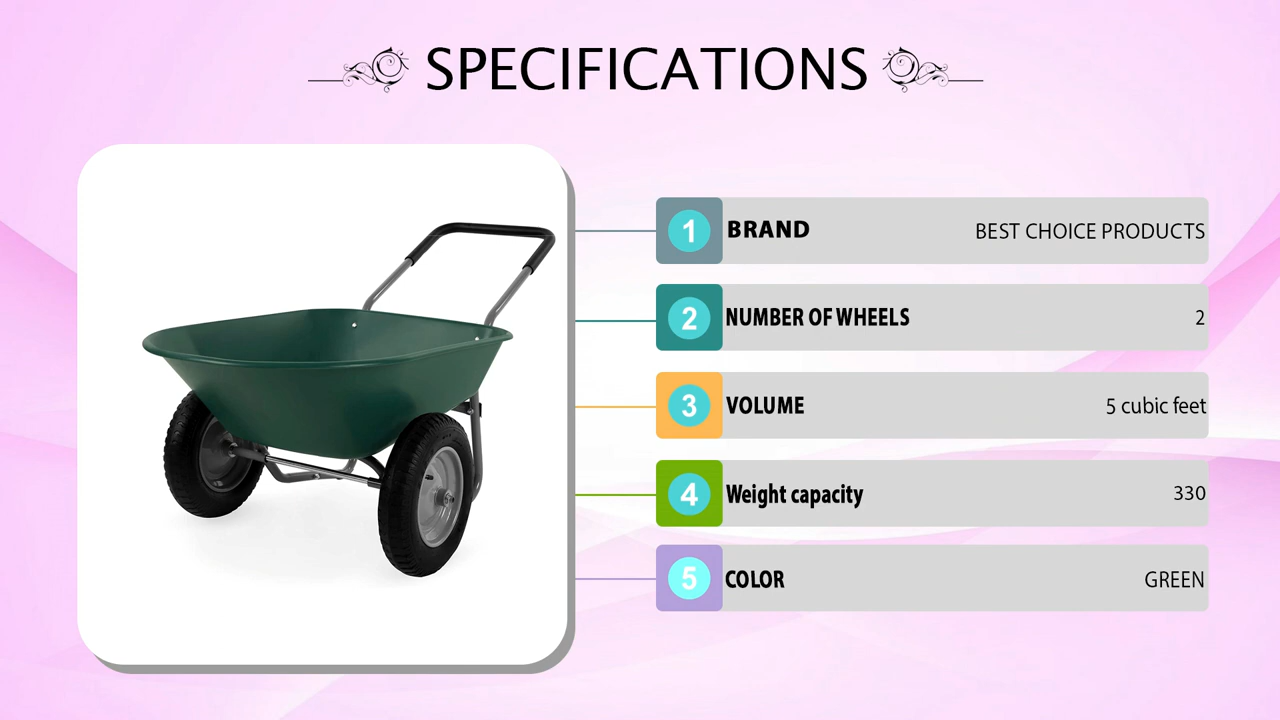 SPECIFICATIONS
1 BRAND BEST CHOICE PRODUCTS
2 NUMBER OF WHEELS 2
3 VOLUME 5 cubic feet
4 Weight capacity 330
5 COLOR GREEN